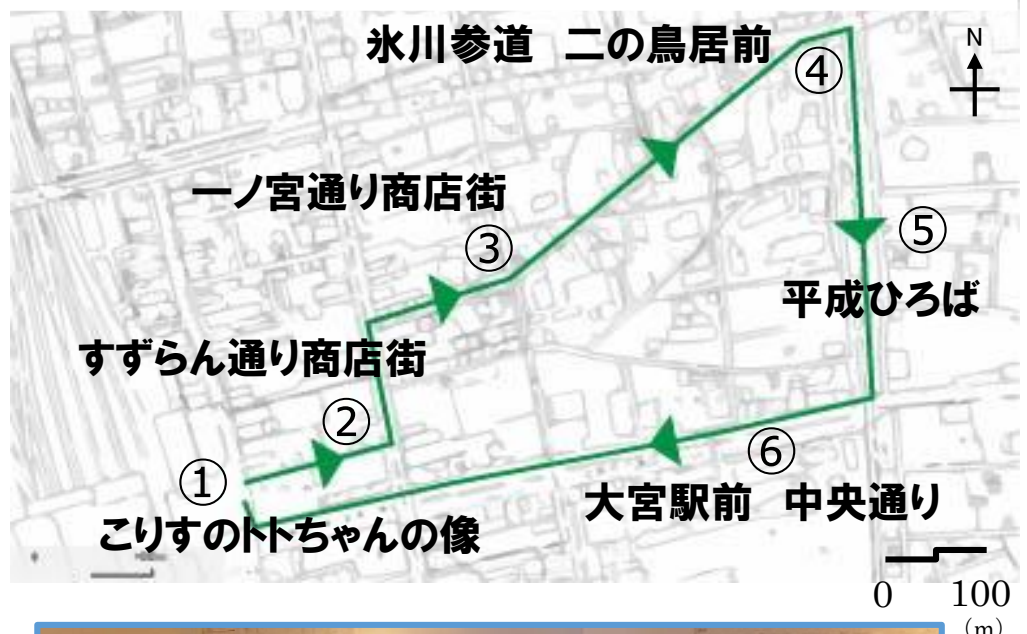 氷川参道 二の鳥居前
④
N
一ノ宮通り商店街
③
⑤
平成ひろば
すずらん通り商店街
②
①
⑥
大宮駅前 中央通り
こりすのトトちゃんの像
0 100
(m)